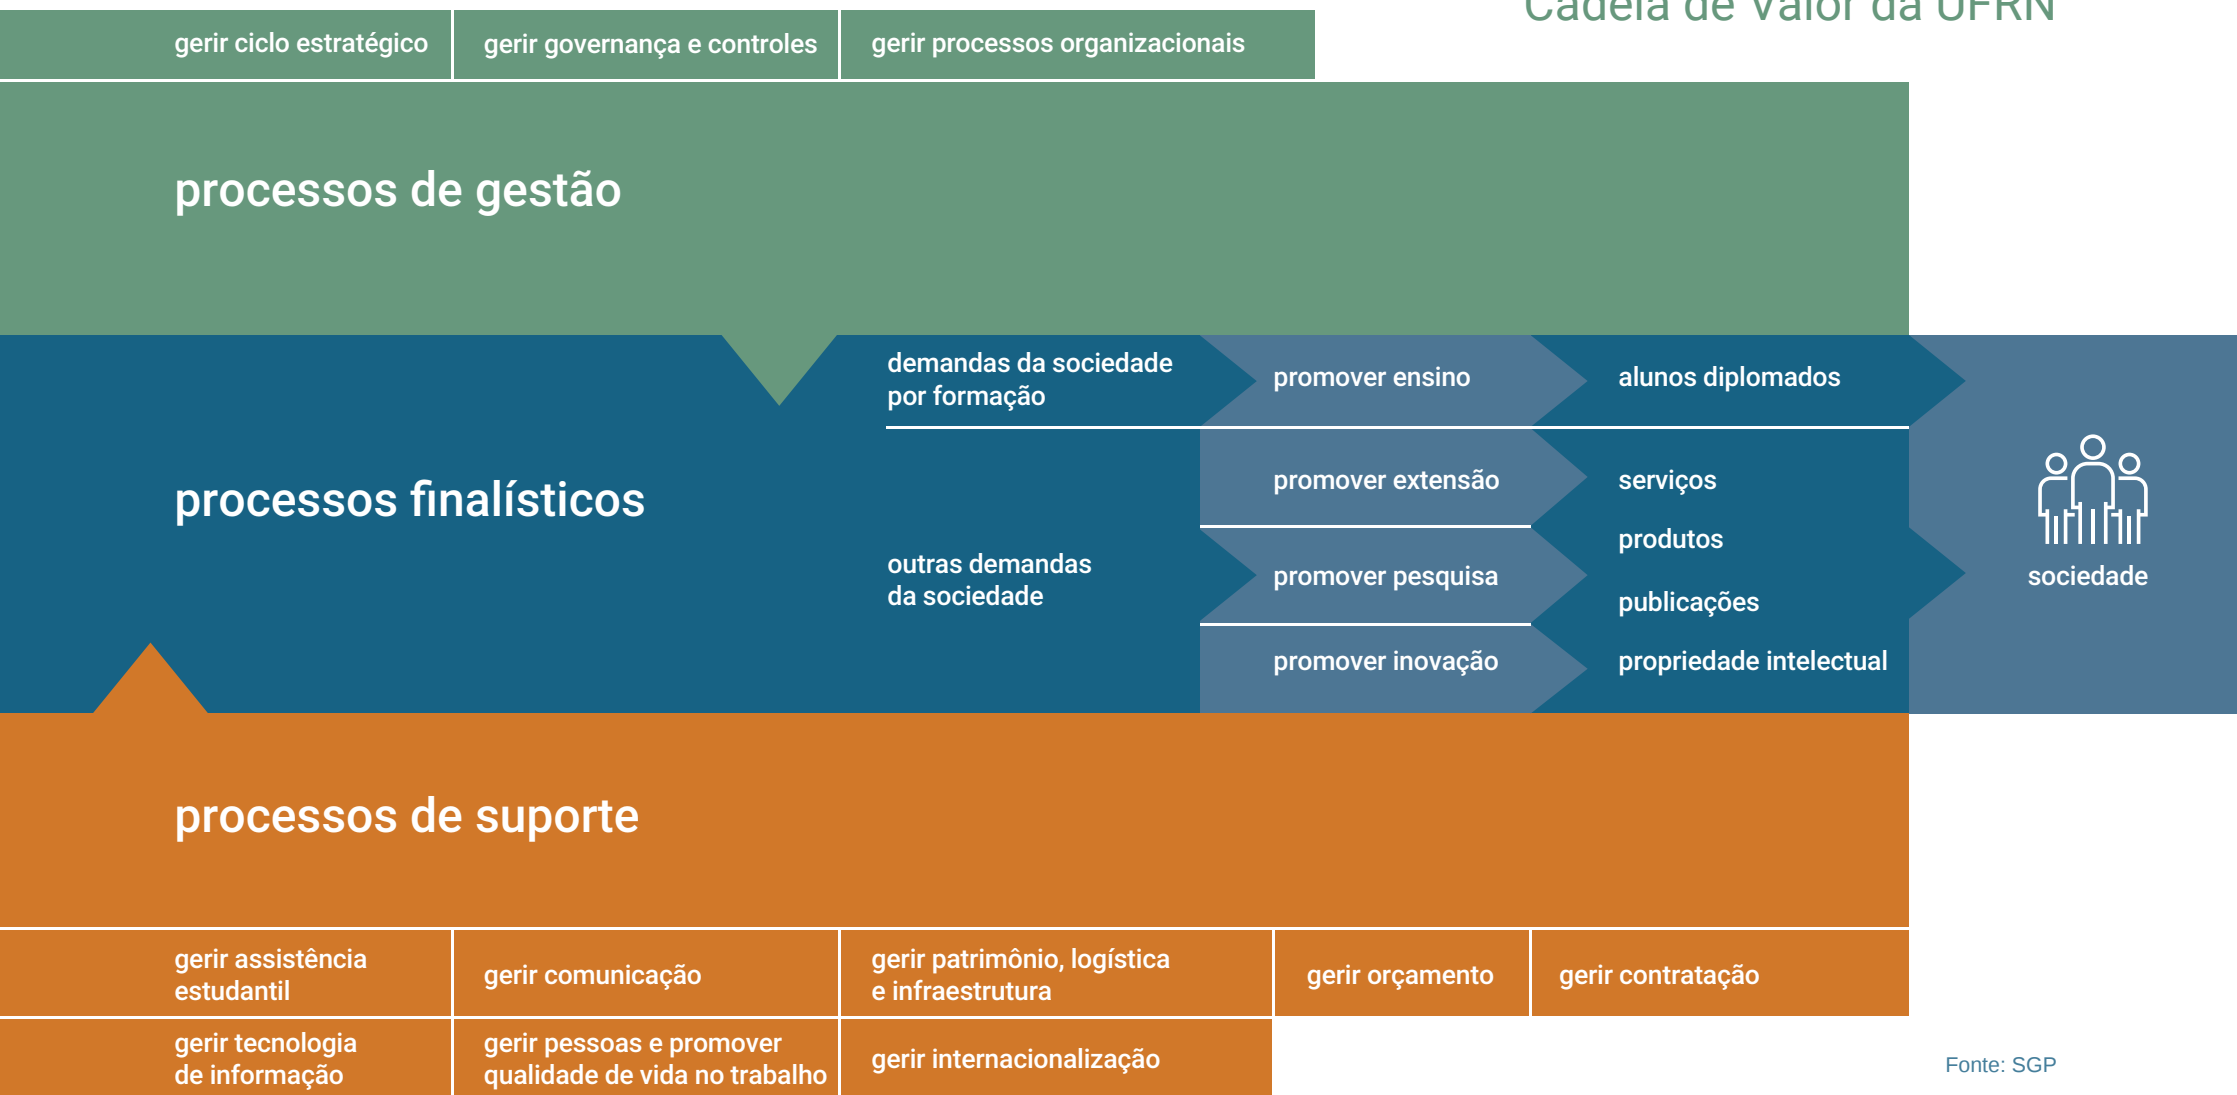 Cadeia de Valor da UFRN
gerir ciclo estratégico
gerir governança e controles
gerir processos organizacionais
processos de gestão
processos finalísticos
demandas da sociedade
por formação
promover ensino
alunos diplomados
outras demandas
da sociedade
promover extensão
promover pesquisa
promover inovação
serviços
produtos
publicações
propriedade intelectual
sociedade
processos de suporte
gerir assistência
estudantil
gerir comunicação
gerir patrimônio, logística
e infraestrutura
gerir orçamento
gerir contratação
gerir tecnologia
de informação
gerir pessoas e promover
qualidade de vida no trabalho
gerir internacionalização
Fonte: SGP